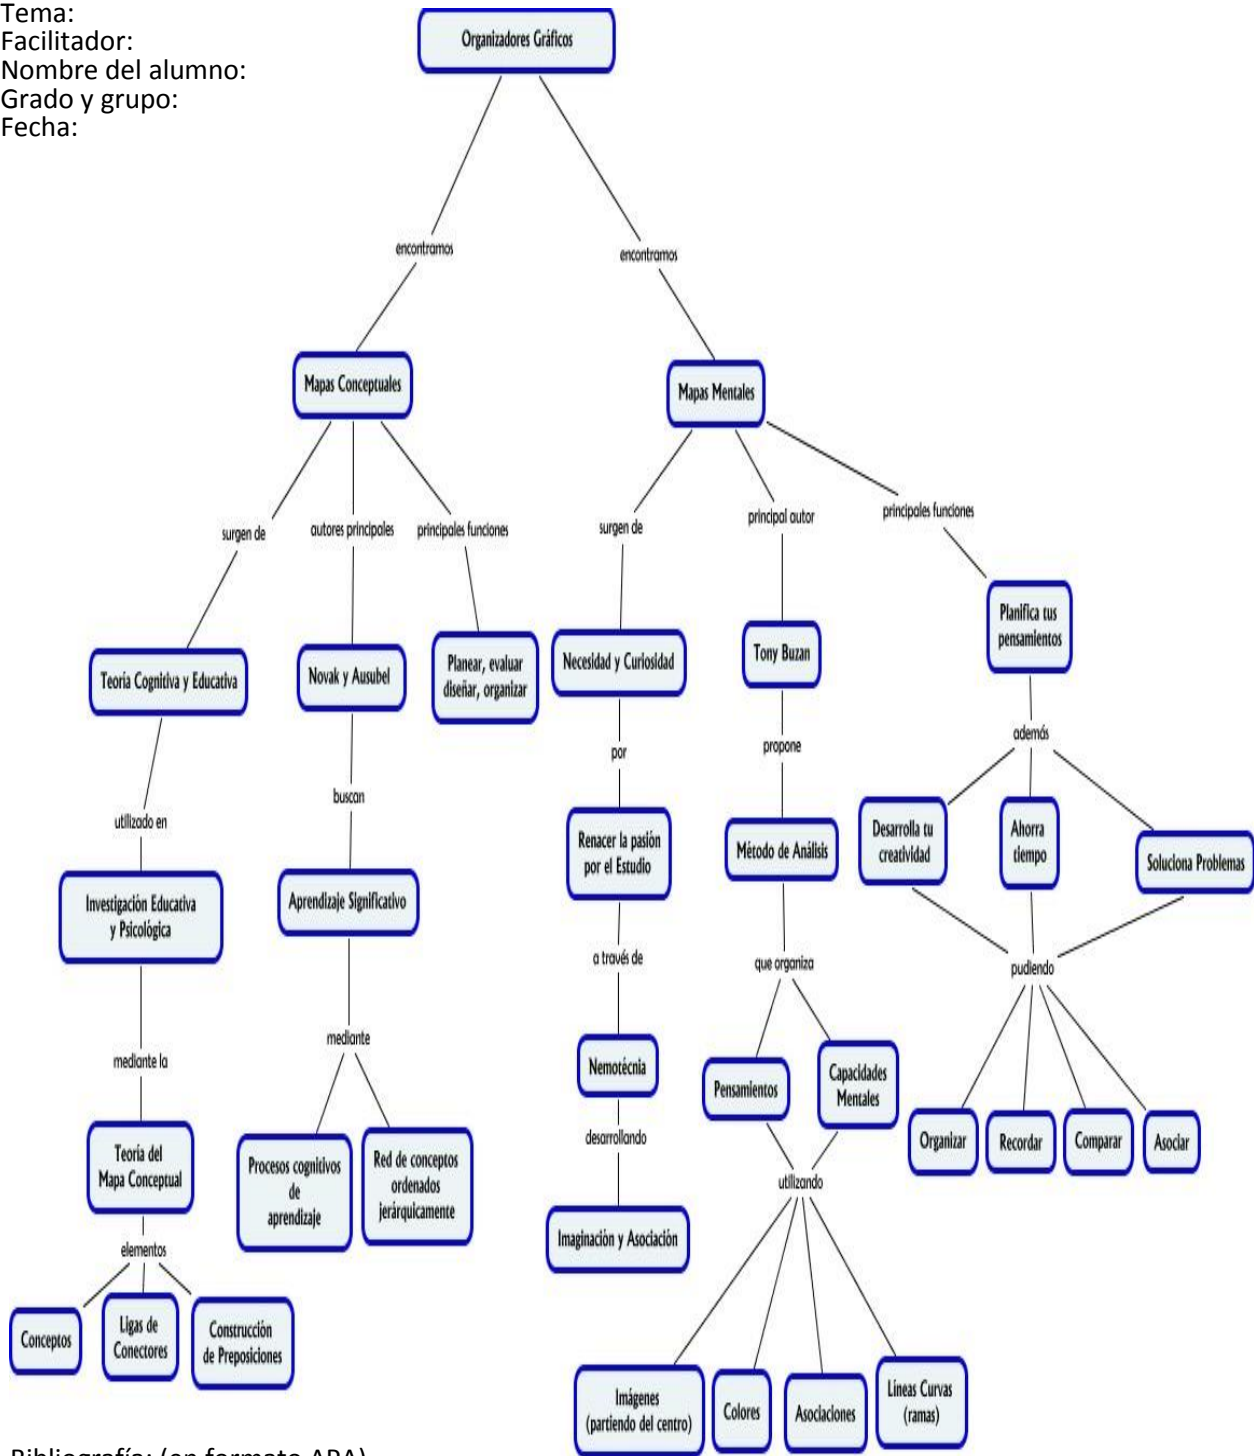 Tema:
Facilitador:
Nombre del alumno:
Grado y grupo:
Fecha:
Organizadores Gráficos
encontramos
encontramos
Mapas Conceptuales
Mapas Mentales
surgen de
autores principales
principales funciones
surgen de
principal autor
principales funciones
Teoría Cognitiva y Educativa
Novak y Ausubel
Planear, evaluar
diseñar, organizar
Necesidad y Curiosidad
Tony Buzan
Planifica tus
pensamientos
utilizado en
buscan
por
propone
además
Investigación Educativa
y Psicológica
Aprendizaje Significativo
Renacer la pasión
por el Estudio
Método de Análisis
Desarrolla tu
creatividad
Ahorra
tiempo
Soluciona Problemas
mediante la
mediante
a través de
que organiza
pudiendo
Teoría del
Mapa Conceptual
Procesos cognitivos
de
aprendizaje
Red de conceptos
ordenados
jerárquicamente
Nemotécnia
Pensamientos
Capacidades
Mentales
Organizar
Recordar
Comparar
Asociar
elementos
desarrollando
utilizando
Conceptos
Ligas de
Conectores
Construcción
de Preposiciones
Imaginación y Asociación
Imágenes
(partiendo del centro)
Colores
Asociaciones
Líneas Curvas
(ramas)
Bibliografía: (en formato APA)